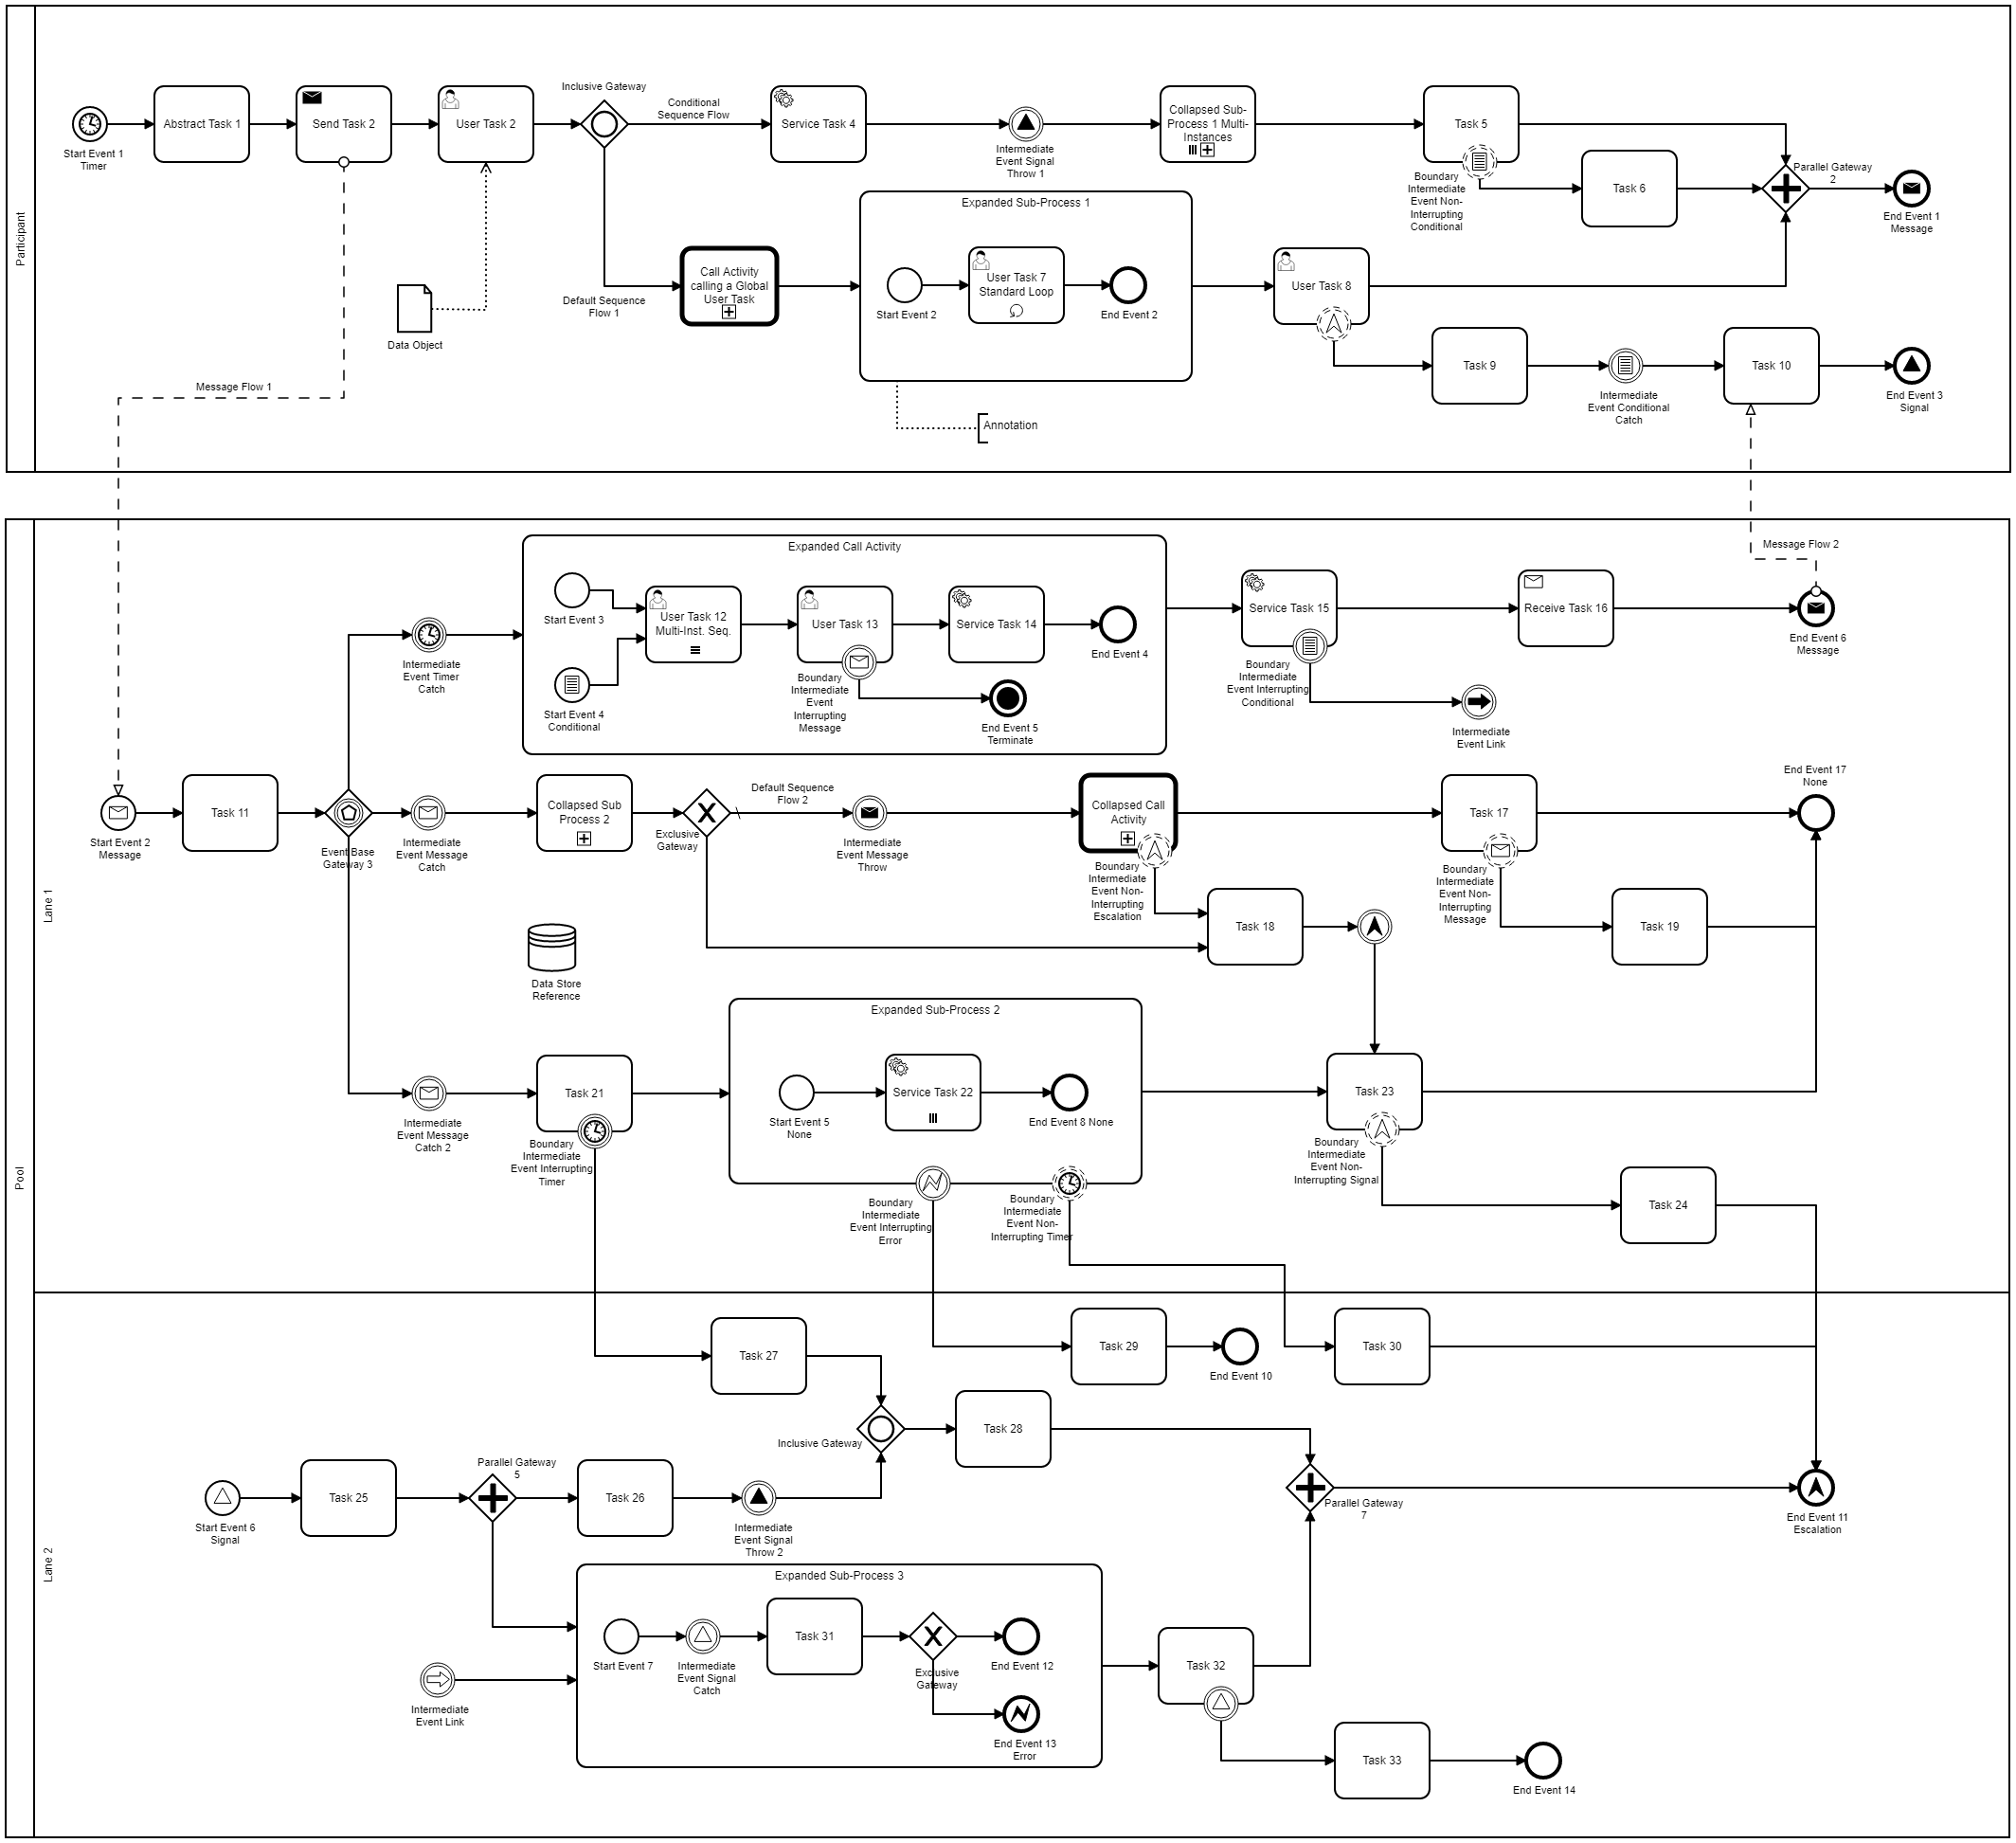 Participant
Start Event 1
Timer
Abstract Task 1
Send Task 2
User Task 2
Inclusive Gateway
Conditional
Sequence Flow
Service Task 4
Intermediate
Event Signal
Throw 1
Collapsed Sub-
Process 1 Multi-
Instances
Task 5
Boundary
Intermediate
Event Non-
Interrupting
Conditional
Task 6
Parallel Gateway
2
End Event 1
Message
Data Object
Default Sequence
Flow 1
Call Activity
calling a Global
User Task
Expanded Sub-Process 1
Start Event 2
User Task 7
Standard Loop
End Event 2
User Task 8
Task 9
Intermediate
Event Conditional
Catch
Task 10
End Event 3
Signal
Message Flow 1
Annotation
Pool
Lane 1
Message Flow 2
Expanded Call Activity
Start Event 3
Start Event 4
Conditional
User Task 12
Multi-Inst. Seq.
User Task 13
Boundary
Intermediate
Event
Interrupting
Message
Service Task 14
End Event 4
End Event 5
Terminate
Intermediate
Event Timer
Catch
Service Task 15
Boundary
Intermediate
Event Interrupting
Conditional
Receive Task 16
End Event 6
Message
Intermediate
Event Link
Start Event 2
Message
Task 11
Event Base
Gateway 3
Intermediate
Event Message
Catch
Collapsed Sub
Process 2
Exclusive
Gateway
Default Sequence
Flow 2
Intermediate
Event Message
Throw
Collapsed Call
Activity
Boundary
Intermediate
Event Non-
Interrupting
Escalation
Task 17
Boundary
Intermediate
Event Non-
Interrupting
Message
End Event 17
None
Task 18
Task 19
Data Store
Reference
Intermediate
Event Message
Catch 2
Task 21
Boundary
Intermediate
Event Interrupting
Timer
Expanded Sub-Process 2
Start Event 5
None
Service Task 22
End Event 8 None
Boundary
Intermediate
Event Interrupting
Error
Boundary
Intermediate
Event Non-
Interrupting Timer
Task 23
Boundary
Intermediate
Event Non-
Interrupting Signal
Task 24
Lane 2
Task 27
Task 29
End Event 10
Task 30
Inclusive Gateway
Task 28
Start Event 6
Signal
Task 25
Parallel Gateway
5
Task 26
Intermediate
Event Signal
Throw 2
Parallel Gateway
7
End Event 11
Escalation
Intermediate
Event Link
Expanded Sub-Process 3
Start Event 7
Intermediate
Event Signal
Catch
Task 31
Exclusive
Gateway
End Event 12
End Event 13
Error
Task 32
Task 33
End Event 14